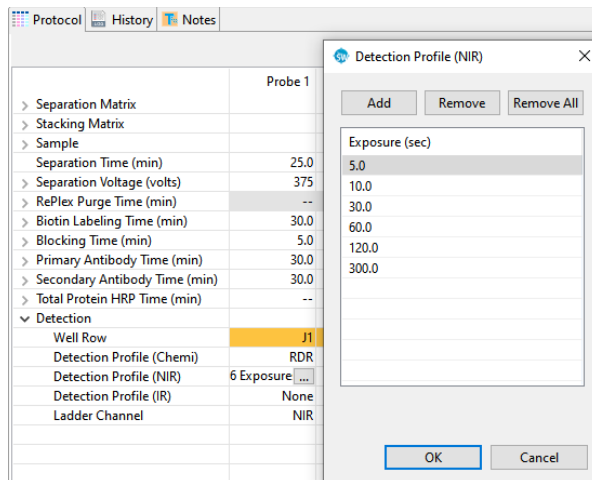 Protocol History Notes
Probe 1
Separation Matrix
Stacking Matrix
Sample
Separation Time (min) 25.0
Separation Voltage (volts) 375
RePlex Purge Time (min) --
Biotin Labeling Time (min) 30.0
Blocking Time (min) 5.0
Primary Antibody Time (min) 30.0
Secondary Antibody Time (min) 30.0
Total Protein HRP Time (min) --
Detection
Well Row J1
Detection Profile (Chemi) RDR
Detection Profile (NIR) 6 Exposure ...
Detection Profile (IR) None
Ladder Channel NIR
SW Detection Profile (NIR)
Add Remove Remove All
Exposure (sec)
5.0
10.0
30.0
60.0
120.0
300.0
OK Cancel